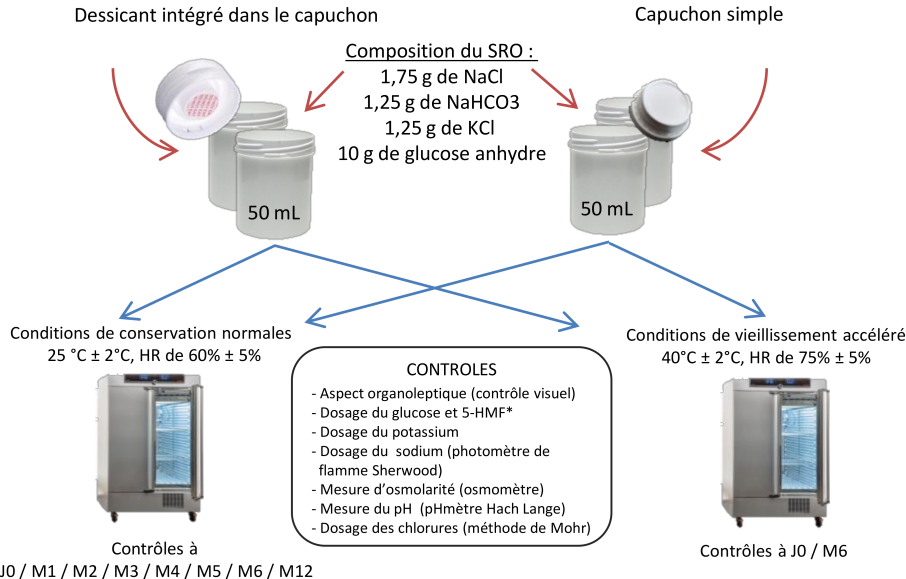 Dessicant intégré dans le capuchon
Capuchon simple
Composition du SRO :
1,75 g de NaCl
1,25 g de NaHCO3
1,25 g de KCl
10 g de glucose anhydre
50 mL
50 mL
Conditions de conservation normales
25 °C ± 2°C, HR de 60% ± 5%
Conditions de vieillissement accéléré
40°C ± 2°C, HR de 75% ± 5%
CONTROLES
- Aspect organoleptique (contrôle visuel)
- Dosage du glucose et 5-HMF*
- Dosage du potassium
- Dosage du sodium (photomètre de
flamme Sherwood)
- Mesure d'osmolarité (osmomètre)
- Mesure du pH (pHmètre Hach Lange)
- Dosage des chlorures (méthode de Mohr)
Contrôles à
J0 / M1 / M2 / M3 / M4 / M5 / M6 / M12
Contrôles à J0 / M6